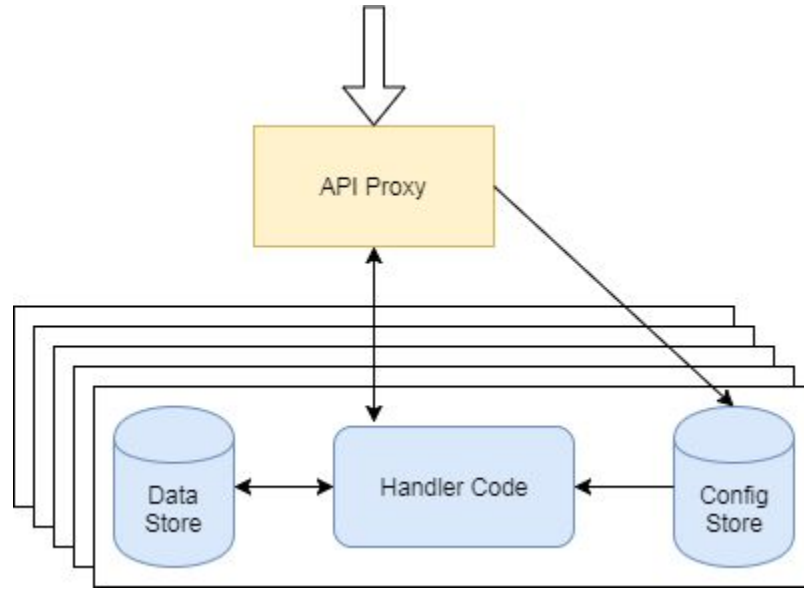 API Proxy
Data
Store
Handler Code
Config
Store